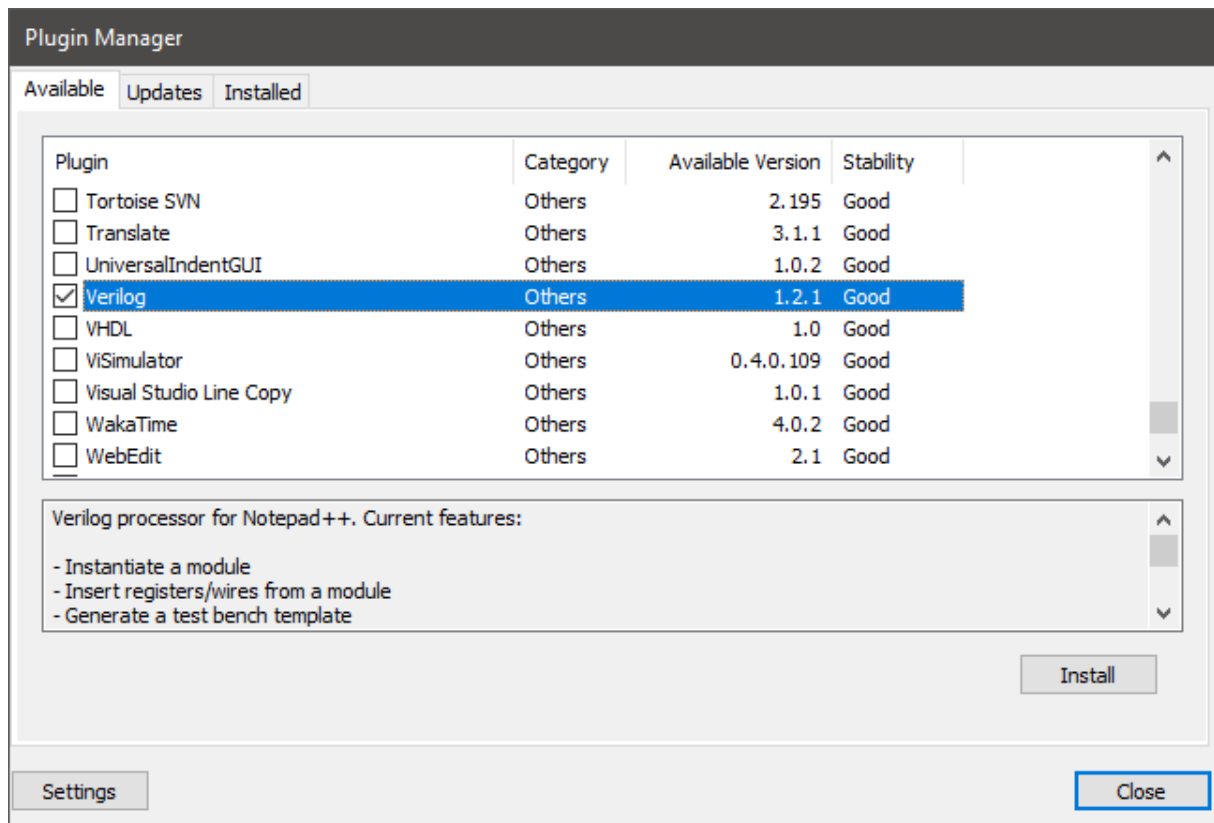 Plugin Manager
Available Updates Installed
Plugin Category Available Version Stability
Tortoise SVN Others 2.195 Good
Translate Others 3.1.1 Good
UniversalIndentGUI Others 1.0.2 Good
Verilog Others 1.2.1 Good
VHDL Others 1.0 Good
ViSimulator Others 0.4.0.109 Good
Visual Studio Line Copy Others 1.0.1 Good
WakaTime Others 4.0.2 Good
WebEdit Others 2.1 Good
Verilog processor for Notepad++. Current features:
- Instantiate a module
- Insert registers/wires from a module
- Generate a test bench template
Install
Settings Close